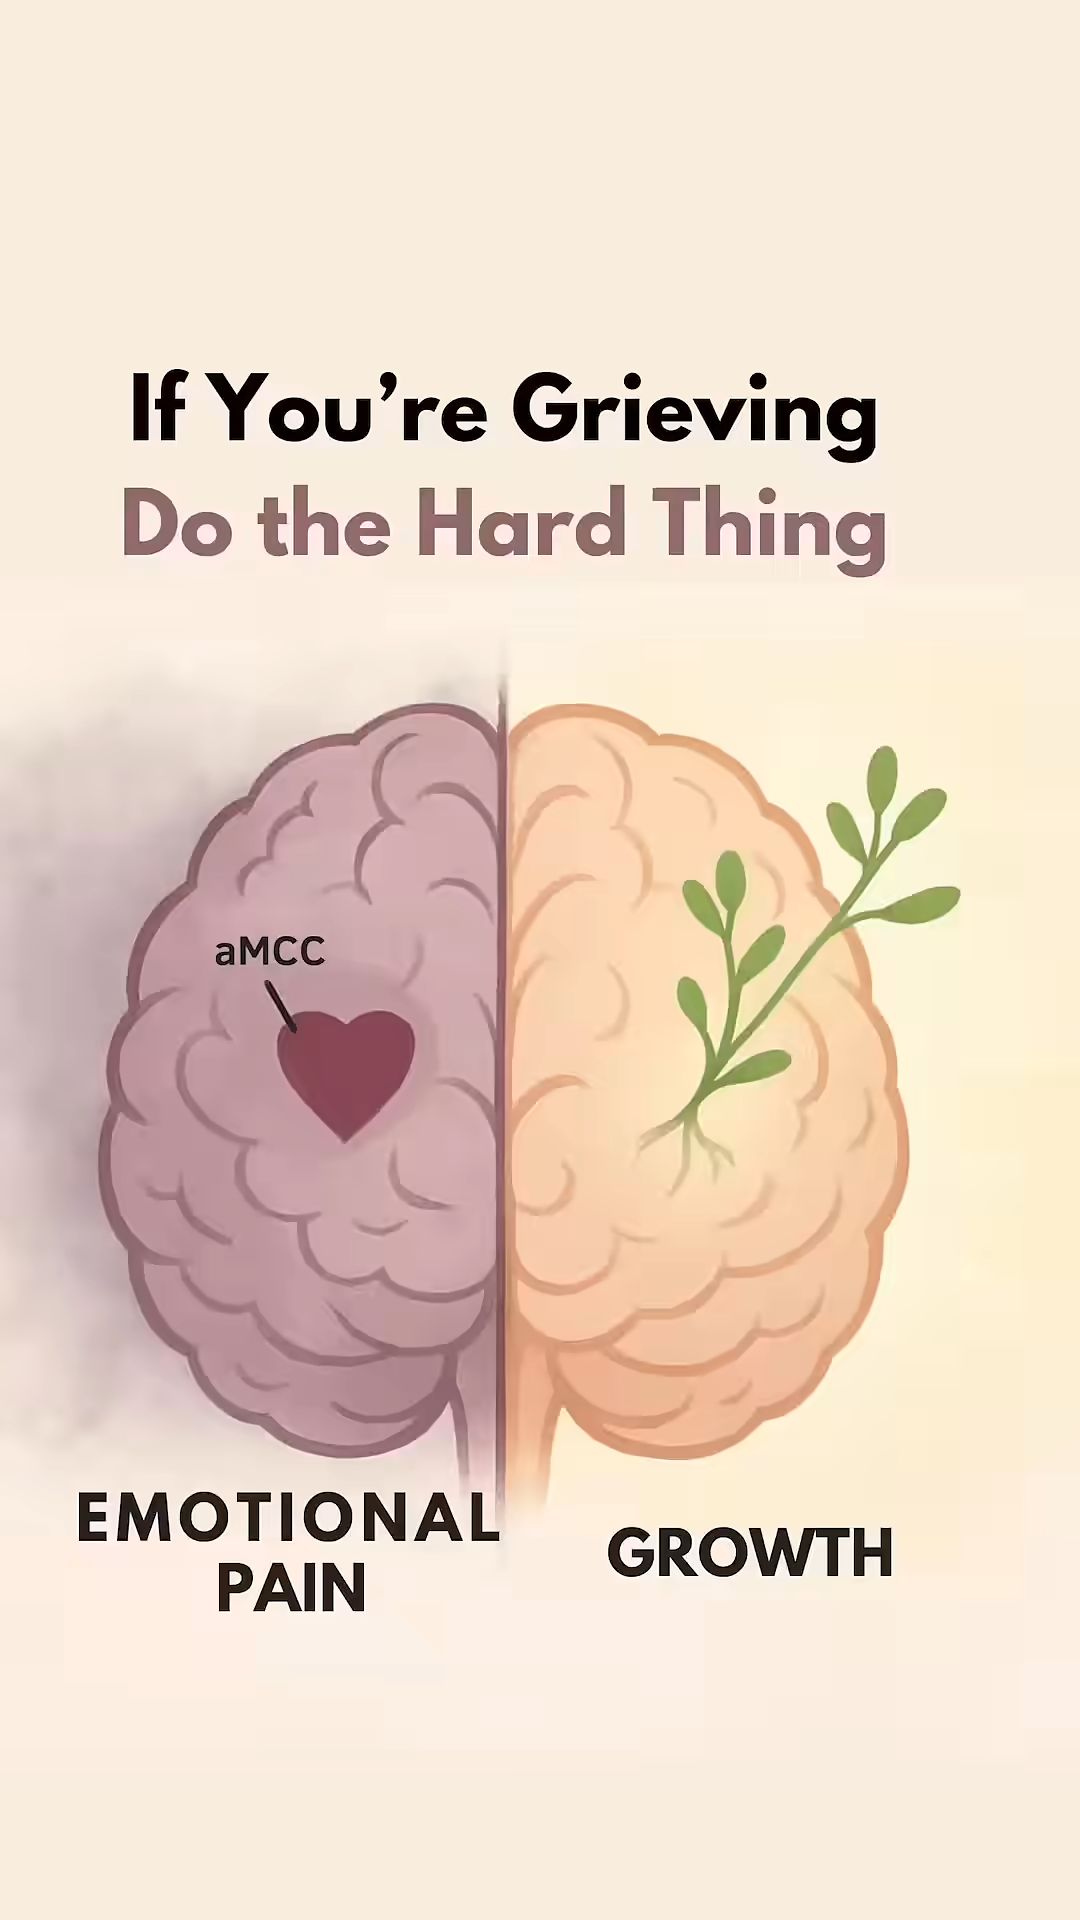 If You’re Grieving
Do the Hard Thing
aMCC
EMOTIONAL
PAIN
GROWTH